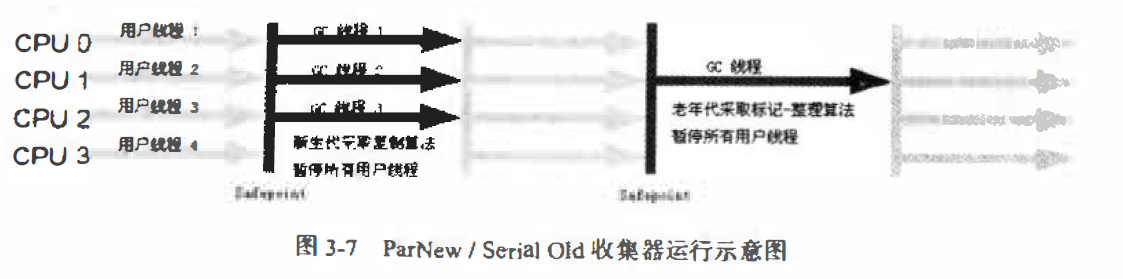 CPU 0 用户线程 1 GC 线程 1
CPU 1 用户线程 2 GC 线程 2 GC 线程
CPU 2 用户线程 3 GC 线程 3 老年代采取标记-整理算法
CPU 3 用户线程 4 新生代采取复制算法 暂停所有用户线程
暂停所有用户线程
Safepoint Safepoint
图 3-7 ParNew / Serial Old 收集器运行示意图